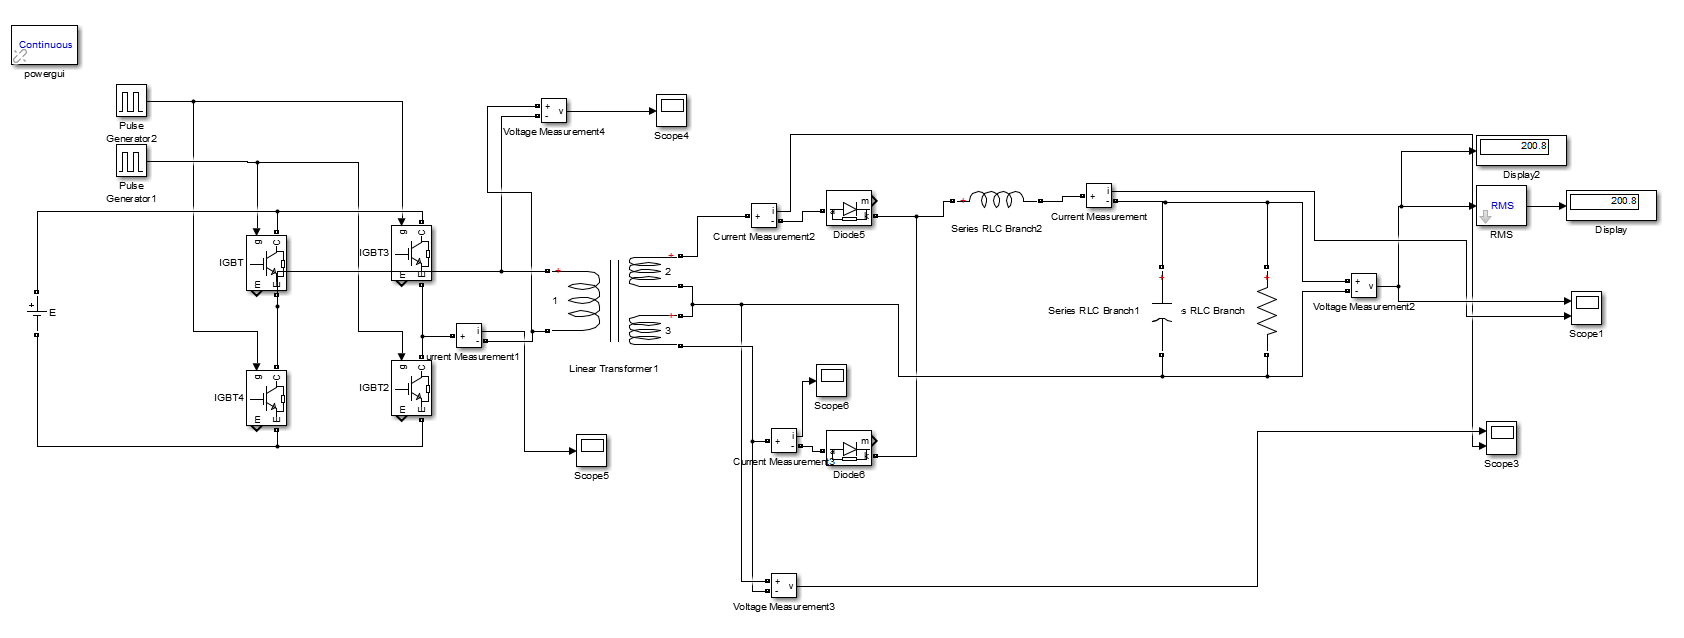 Continuous
powergui
Pulse
Generator2
Pulse
Generator1
+ E
IGBT
g C
m E
IGBT3
g C
m E
IGBT4
g C
m E
IGBT2
g C
m E
+ i
-
urrent Measurement1
+ v
-
Voltage Measurement4
Scope4
Scope5
+
1
+
2
+
3
Linear Transformer1
+ i
-
Current Measurement2
m
a k
Diode5
Scope6
+ i
-
Current Measurement3
m
a k
Diode6
+ v
-
Voltage Measurement3
+
Series RLC Branch2
+ i
-
Current Measurement
+
Series RLC Branch1
+
s RLC Branch
+ v
-
Voltage Measurement2
200.8
Display2
RMS
RMS
200.8
Display
Scope1
Scope3